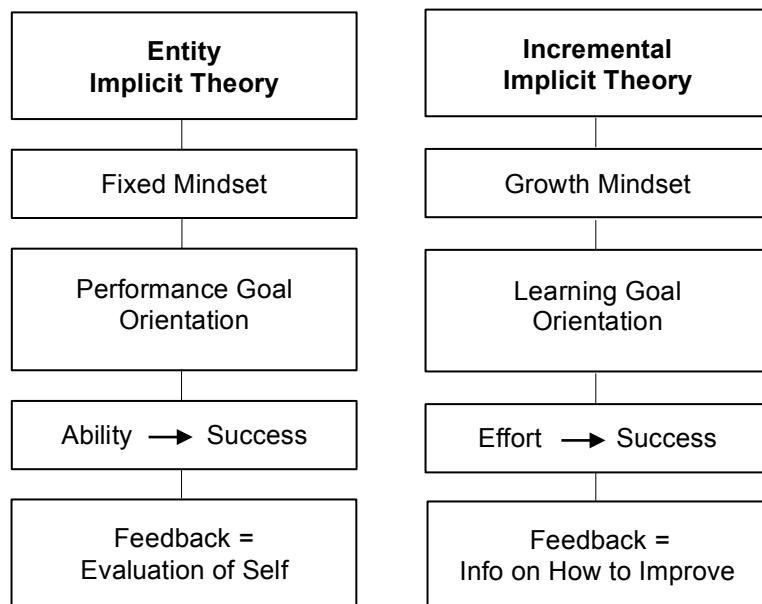 Entity
Implicit Theory
Fixed Mindset
Performance Goal
Orientation
Ability → Success
Feedback =
Evaluation of Self
Incremental
Implicit Theory
Growth Mindset
Learning Goal
Orientation
Effort → Success
Feedback =
Info on How to Improve